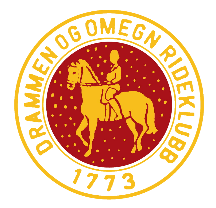 DRAMMEN OG OMEGN RIDEKLUBB
1773